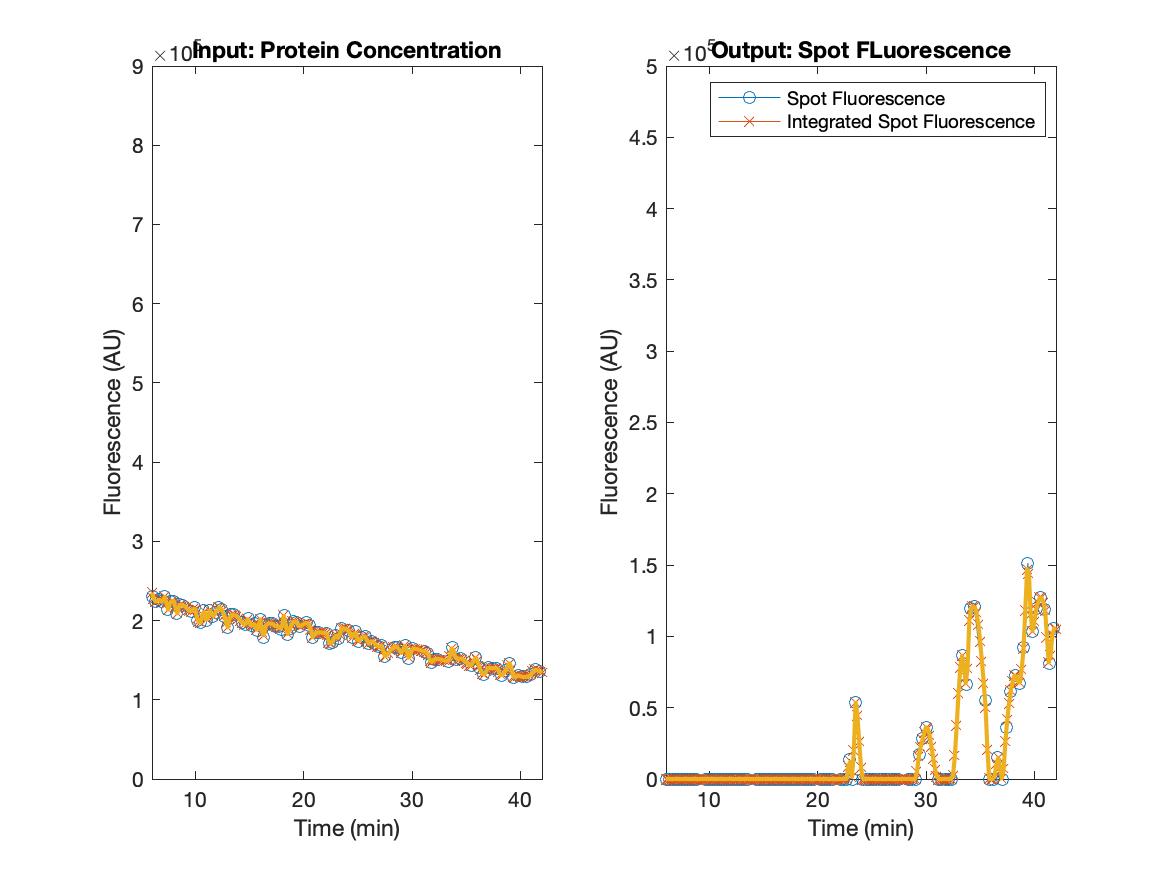 ×10^5 Input: Protein Concentration
9
8
7
6
5
4
3
2
1
0
10 20 30 40
Time (min)
Fluorescence (AU)
×10^5 Output: Spot FLuorescence
Spot Fluorescence
Integrated Spot Fluorescence
5
4.5
4
3.5
3
2.5
2
1.5
1
0.5
0
10 20 30 40
Time (min)
Fluorescence (AU)